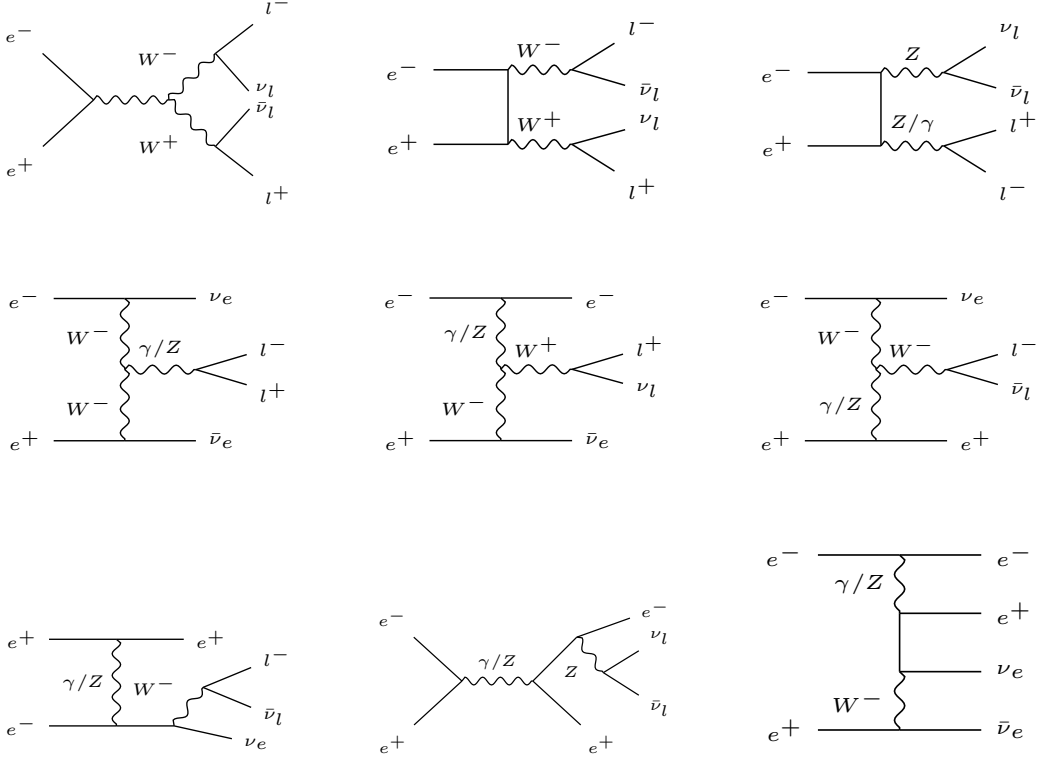 e⁻ W⁻ l⁻ ν_l ν̄_l
e⁺ W⁺ l⁺
e⁻ W⁻ l⁻ ν̄_l
e⁺ W⁺ ν_l l⁺
e⁻ Z ν_l ν̄_l
e⁺ Z/γ l⁺ l⁻
e⁻ ν_e
W⁻ γ/Z l⁻
W⁻ l⁺
e⁺ ν̄_e
e⁻ e⁻
γ/Z W⁺ l⁺
W⁻ ν_l
e⁺ ν̄_e
e⁻ ν_e
W⁻ W⁻ l⁻
γ/Z ν̄_l
e⁺ e⁺
e⁺ e⁺
γ/Z W⁻ l⁻ ν̄_l
e⁻ ν_e
e⁻ γ/Z Z e⁻ ν_l ν̄_l
e⁺ e⁺
e⁻ e⁻
γ/Z e⁺
W⁻ ν_e
e⁺ ν̄_e